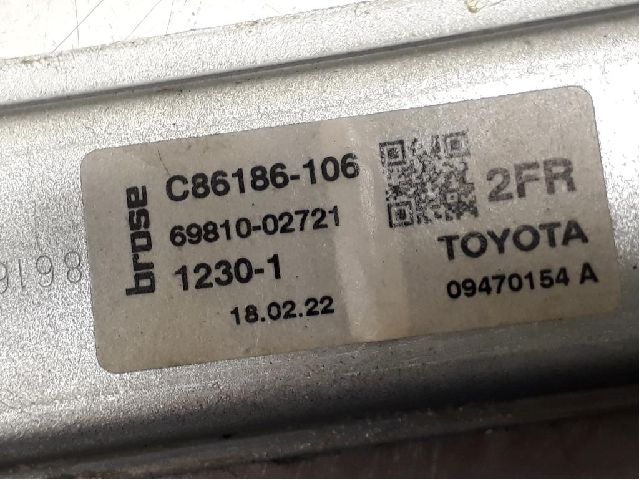 brose
C86186-106
69810-02721
1230-1
18.02.22
2FR
TOYOTA
09470154 A